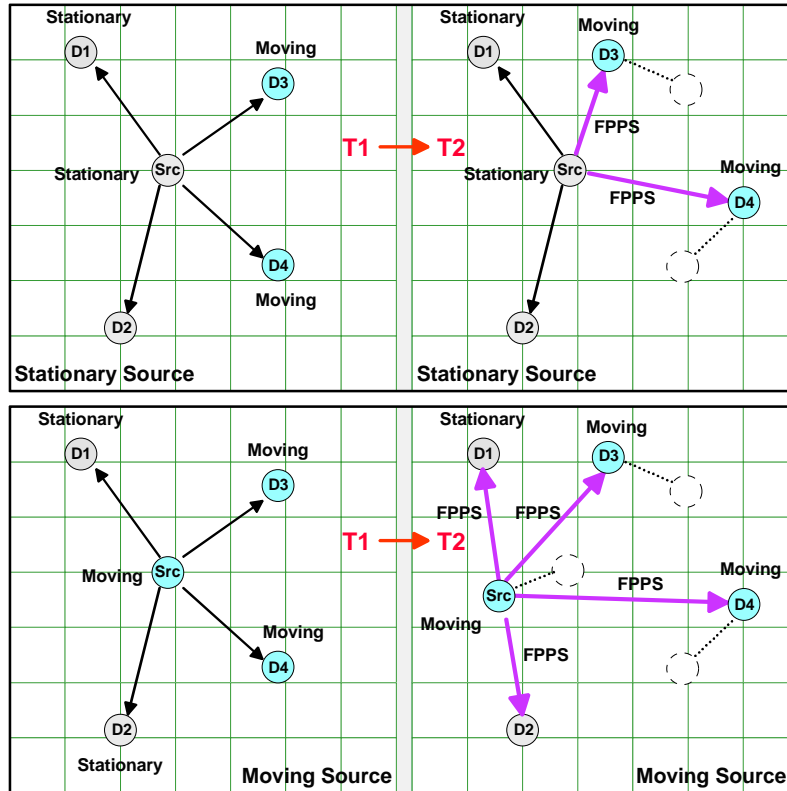 Stationary
D1
Moving
D3
Stationary
Src
D4
Moving
D2
Stationary Source
T1
T2
Stationary
D1
Moving
D3
FPPS
Moving
Stationary
Src
FPPS
D4
D2
Stationary Source
Stationary
D1
Moving
D3
Moving
Src
Moving
D4
D2
Stationary
Moving Source
T1
T2
Stationary
D1
Moving
D3
FPPS
FPPS
Moving
FPPS
Src
D4
Moving
FPPS
D2
Moving Source